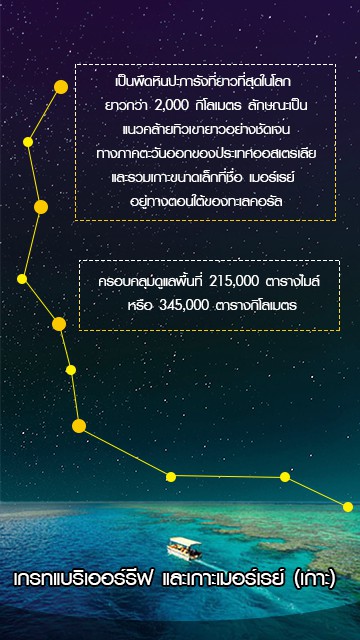 เป็นพืดหินปะการังที่ยาวที่สุดในโลก
ยาวกว่า 2,000 กิโลเมตร ลักษณะเป็น
แนวคล้ายทิวเขายาวอย่างชัดเจน
ทางภาคตะวันออกของประเทศออสเตรเลีย
และรวมเกาะขนาดเล็กที่ชื่อ เมอร์เรย์
อยู่ทางตอนใต้ของทะเลคอรัล
ครอบคลุมดูแลพื้นที่ 215,000 ตารางไมล์
หรือ 345,000 ตารางกิโลเมตร
เกรทแบริเออร์รีฟ และเกาะเมอร์เรย์ (เกาะ)